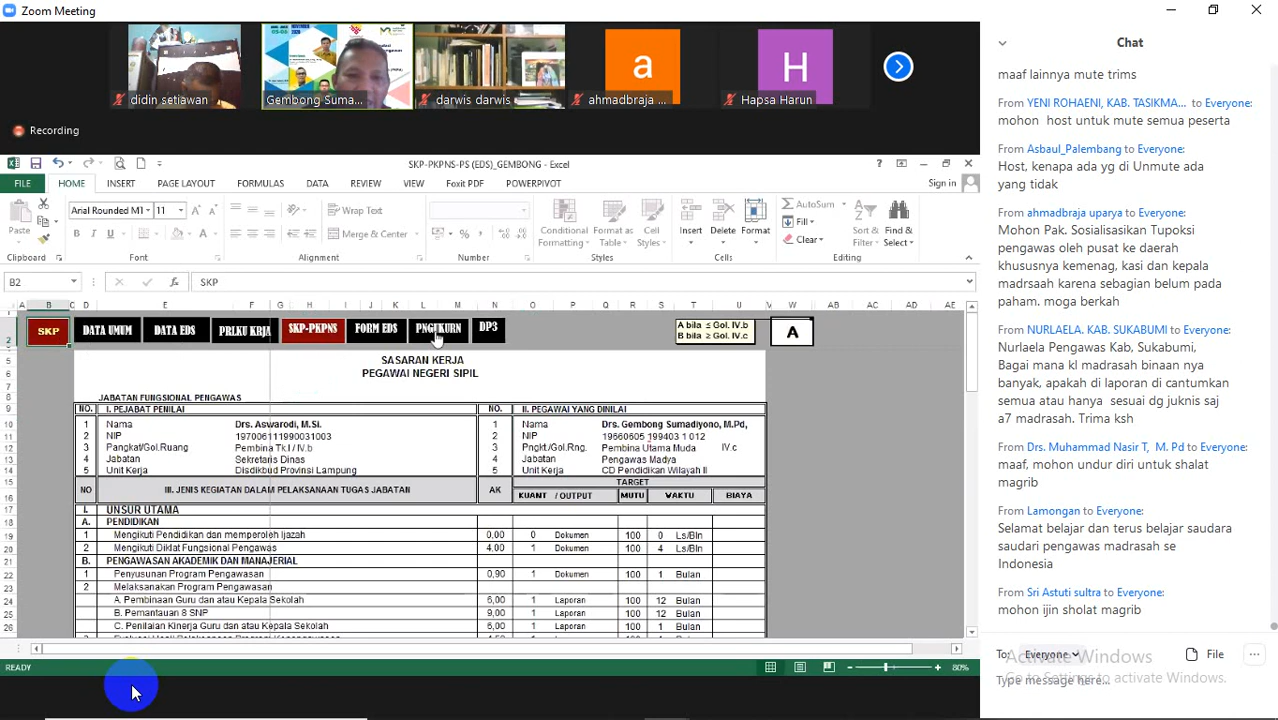 Zoom Meeting
didin setiawan
Gembong Suma...
darwis darwis
a
ahmadbraja ...
H
Hapsa Harun
Recording
SKP-PKPNS-PS (EDS)_GEMBONG - Excel
FILE HOME INSERT PAGE LAYOUT FORMULAS DATA REVIEW VIEW Foxit PDF POWERPIVOT Sign in
Paste
Arial Rounded M1 11
Wrap Text
Merge & Center
Conditional Formatting
Format as Table
Cell Styles
Insert
Delete
Format
AutoSum
Fill
Clear
Sort & Filter
Find & Select
Clipboard Font Alignment Number Styles Cells Editing
B2 SKP
A B C D E F G H I J K L M N O P Q R S T U V W X
SKP DATA UMUM DATA EDS PRLKU KRJA SKP-PKPNS FORM EDS PNGUKURN DP3
A bila ≤ Gol. IV.b
B bila ≥ Gol. IV.c
A
SASARAN KERJA
PEGAWAI NEGERI SIPIL
JABATAN FUNGSIONAL PENGAWAS
NO. I. PEJABAT PENILAI NO. II. PEGAWAI YANG DINILAI
1 Nama Drs. Aswarodi, M.Si. 1 Nama Drs. Gembong Sumadiyono, M.Pd,
2 NIP 197006111990031003 2 NIP 19660605 199403 1 012
3 Pangkat/Gol.Ruang Pembina Tk.I / IV.b 3 Pngkt/Gol.Rng. Pembina Utama Muda IV.c
4 Jabatan Sekretaris Dinas 4 Jabatan Pengawas Madya
5 Unit Kerja Disdikbud Provinsi Lampung 5 Unit Kerja CD Pendidikan Wilayah II
NO III. JENIS KEGIATAN DALAM PELAKSANAAN TUGAS JABATAN AK TARGET
KUANT / OUTPUT MUTU WAKTU BIAYA
I. UNSUR UTAMA
A. PENDIDIKAN
1 Mengikuti Pendidikan dan memperoleh Ijazah 0,00 0 Dokumen 100 0 Ls/Bln
2 Mengikuti Diklat Fungsional Pengawas 4,00 1 Dokumen 100 4 Ls/Bln
B. PENGAWASAN AKADEMIK DAN MANAJERIAL
1 Penyusunan Program Pengawasan 0,90 1 Dokumen 100 1 Bulan
2 Melaksanakan Program Pengawasan
A. Pembinaan Guru dan atau Kepala Sekolah 6,00 1 Laporan 100 12 Bulan
B. Pemantauan 8 SNP 9,00 1 Laporan 100 12 Bulan
C. Penilaian Kinerja Guru dan atau Kepala Sekolah 6,00 1 Laporan 100 1 Bulan
READY
80%
Chat
maaf lainnya mute trims
From YENI ROHAENI, KAB. TASIKMA... to Everyone:
mohon host untuk mute semua peserta
From Asbaul_Palembang to Everyone:
Host, kenapa ada yg di Unmute ada
yang tidak
From ahmadbraja uparya to Everyone:
Mohon Pak. Sosialisasikan Tupoksi
pengawas oleh pusat ke daerah
khususnya kemenag, kasi dan kepala
madrsaah karena sebagian belum pada
paham. moga berkah
From NURLAELA. KAB. SUKABUMI to Everyone:
Nurlaela Pengawas Kab, Sukabumi,
Bagai mana kl madrasah binaan nya
banyak, apakah di laporan di cantumkan
semua atau hanya sesuai dg juknis saj
a7 madrasah. Trima ksh
From Drs. Muhammad Nasir T, M. Pd to Everyone:
maaf, mohon undur diri untuk shalat
magrib
From Lamongan to Everyone:
Selamat belajar dan terus belajar saudara
saudari pengawas madrasah se
Indonesia
From Sri Astuti sultra to Everyone:
mohon ijin sholat magrib
To: Everyone File
Activate Windows
Go to Settings to activate Windows.
Type message here...